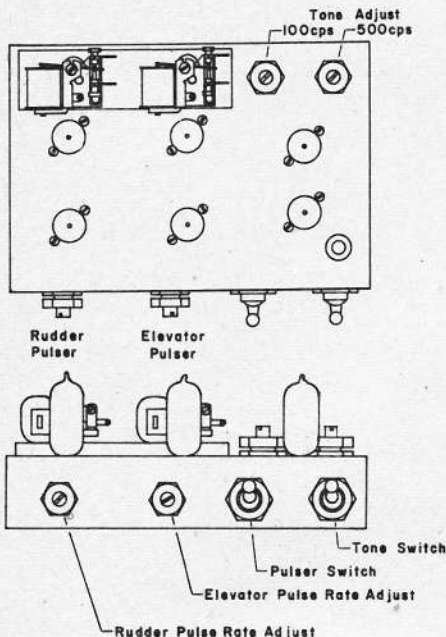 Tone Adjust
100cps 500cps
Rudder
Pulser
Elevator
Pulser
Tone Switch
Pulser Switch
Elevator Pulse Rate Adjust
Rudder Pulse Rate Adjust